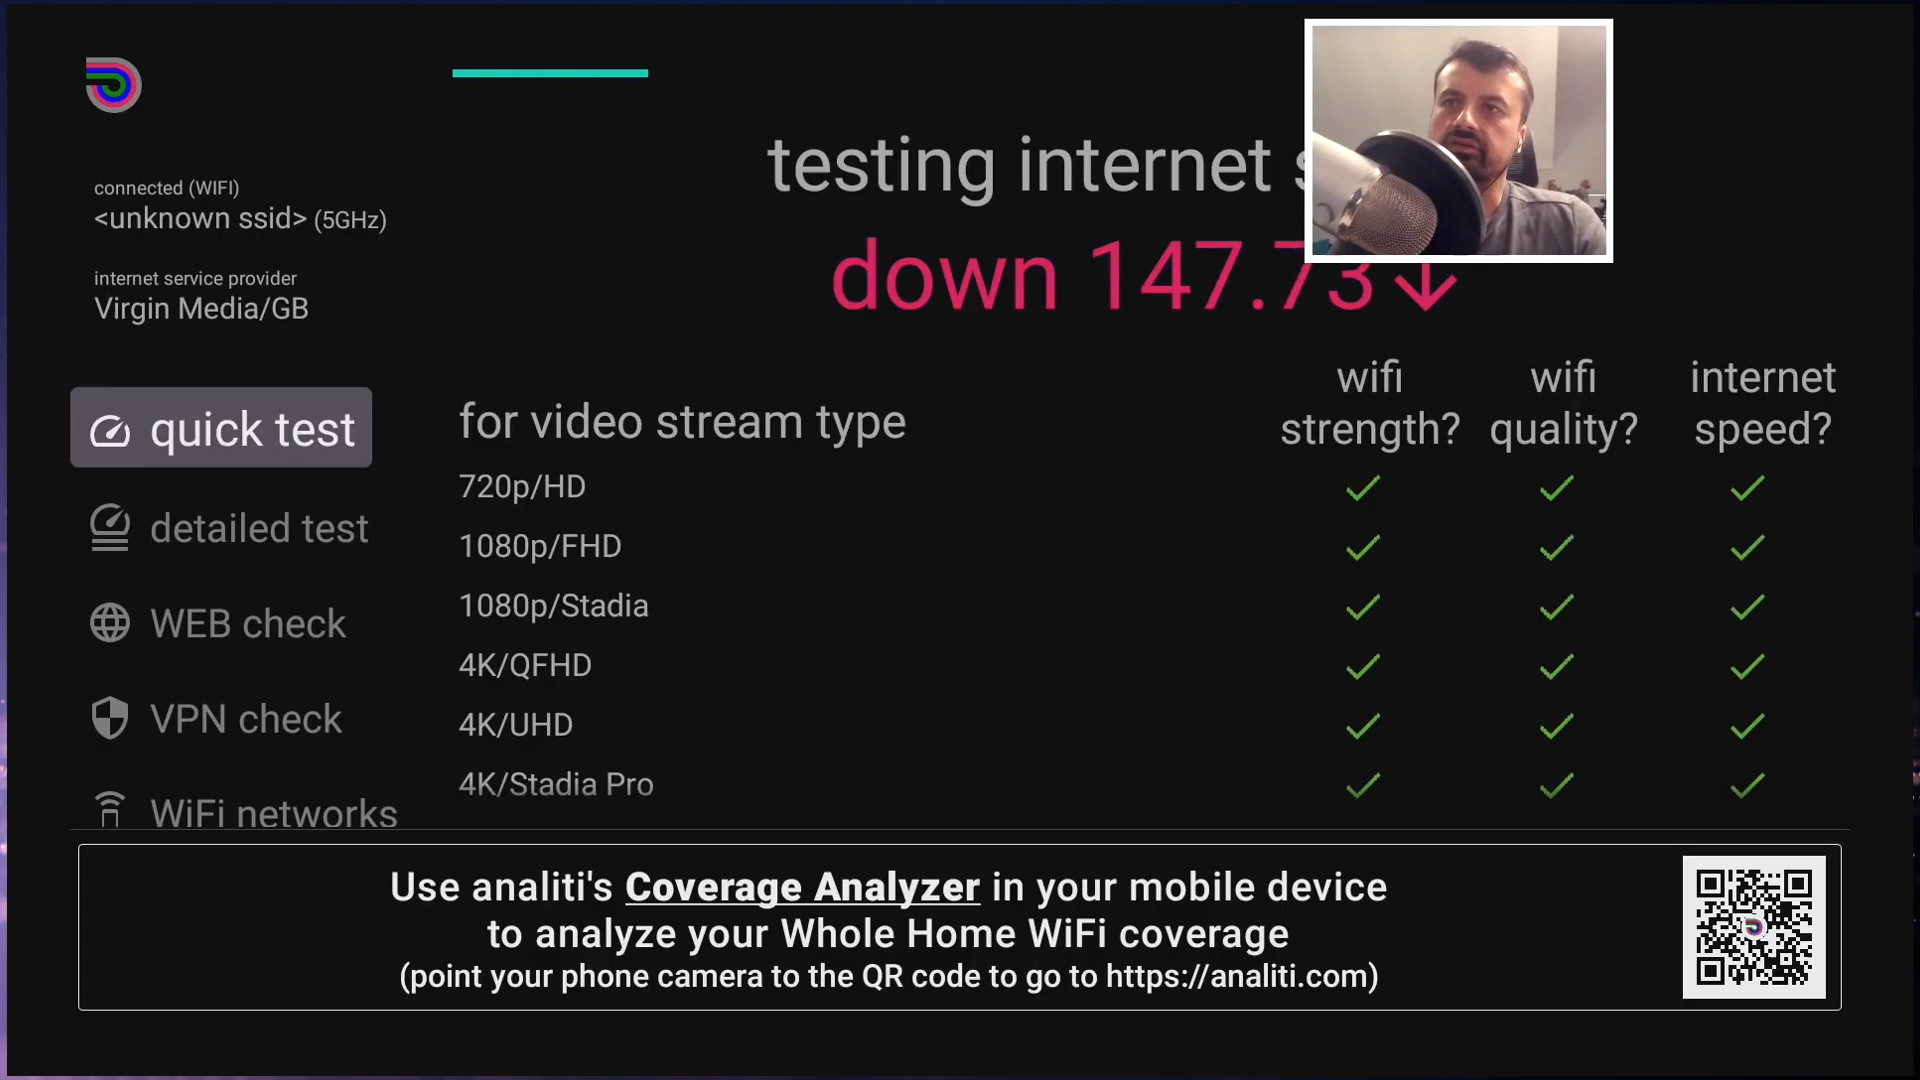 testing internet
down 147.73
connected (WIFI)
<unknown ssid> (5GHz)
internet service provider
Virgin Media/GB
quick test
detailed test
WEB check
VPN check
WiFi networks
for video stream type
wifi strength?
wifi quality?
internet speed?
720p/HD
1080p/FHD
1080p/Stadia
4K/QFHD
4K/UHD
4K/Stadia Pro
Use analiti's Coverage Analyzer in your mobile device
to analyze your Whole Home WiFi coverage
(point your phone camera to the QR code to go to https://analiti.com)